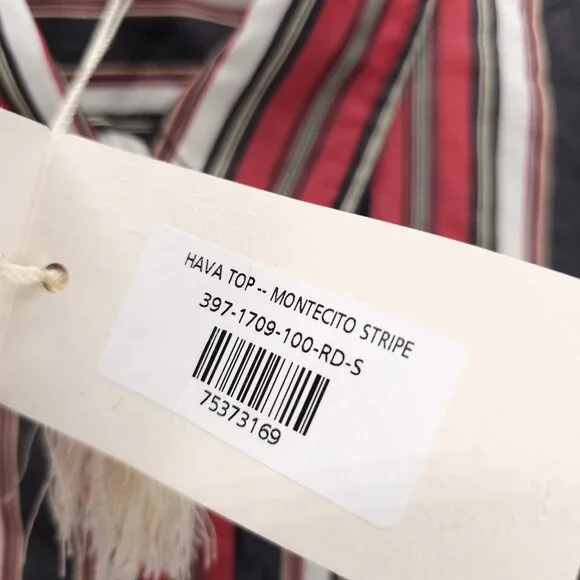 HAVA TOP -- MONTECITO STRIPE
397-1709-100-RD-S
75373169